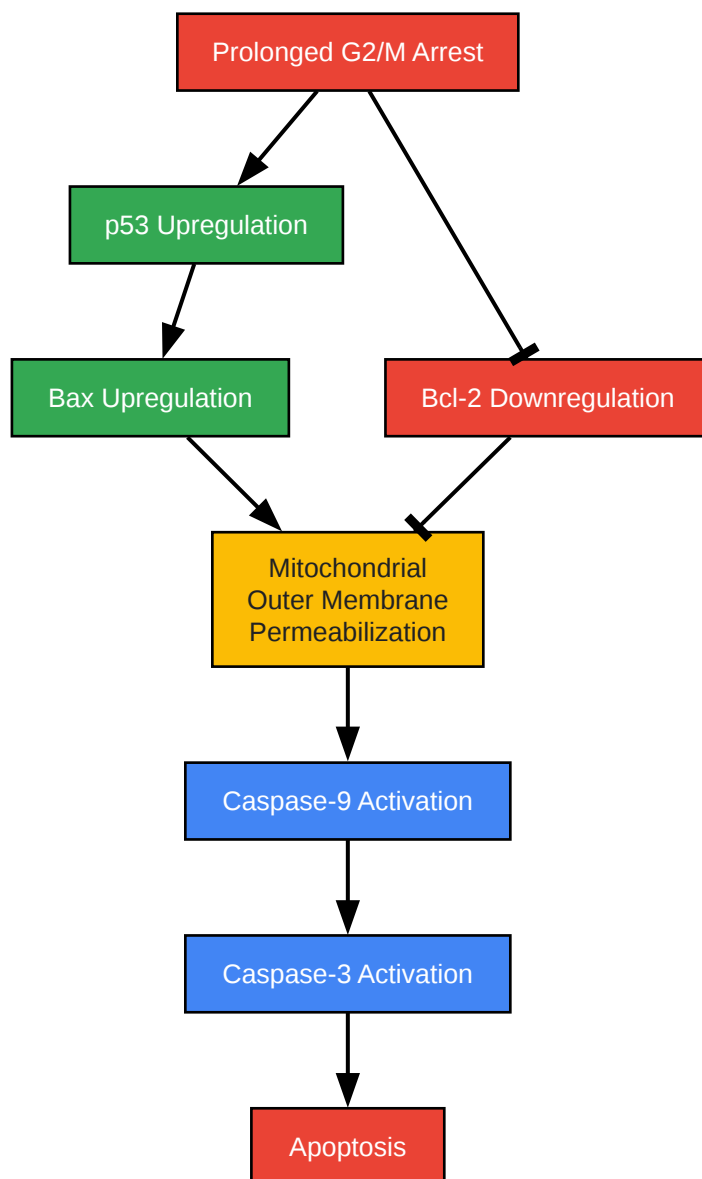 Prolonged G2/M Arrest
p53 Upregulation
Bax Upregulation
Bcl-2 Downregulation
Mitochondrial
Outer Membrane
Permeabilization
Caspase-9 Activation
Caspase-3 Activation
Apoptosis